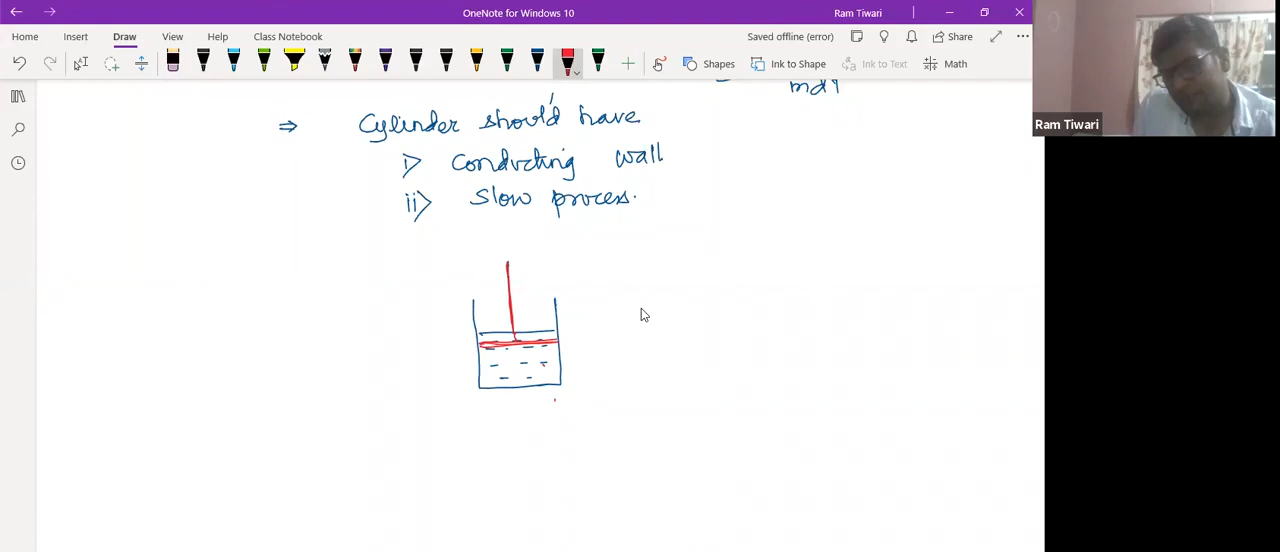 OneNote for Windows 10
Ram Tiwari
Home Insert Draw View Help Class Notebook
Saved offline (error) Share
Shapes Ink to Shape Ink to Text Math
⇒ Cylinder should have
i> Conducting wall
ii> Slow process.
Ram Tiwari